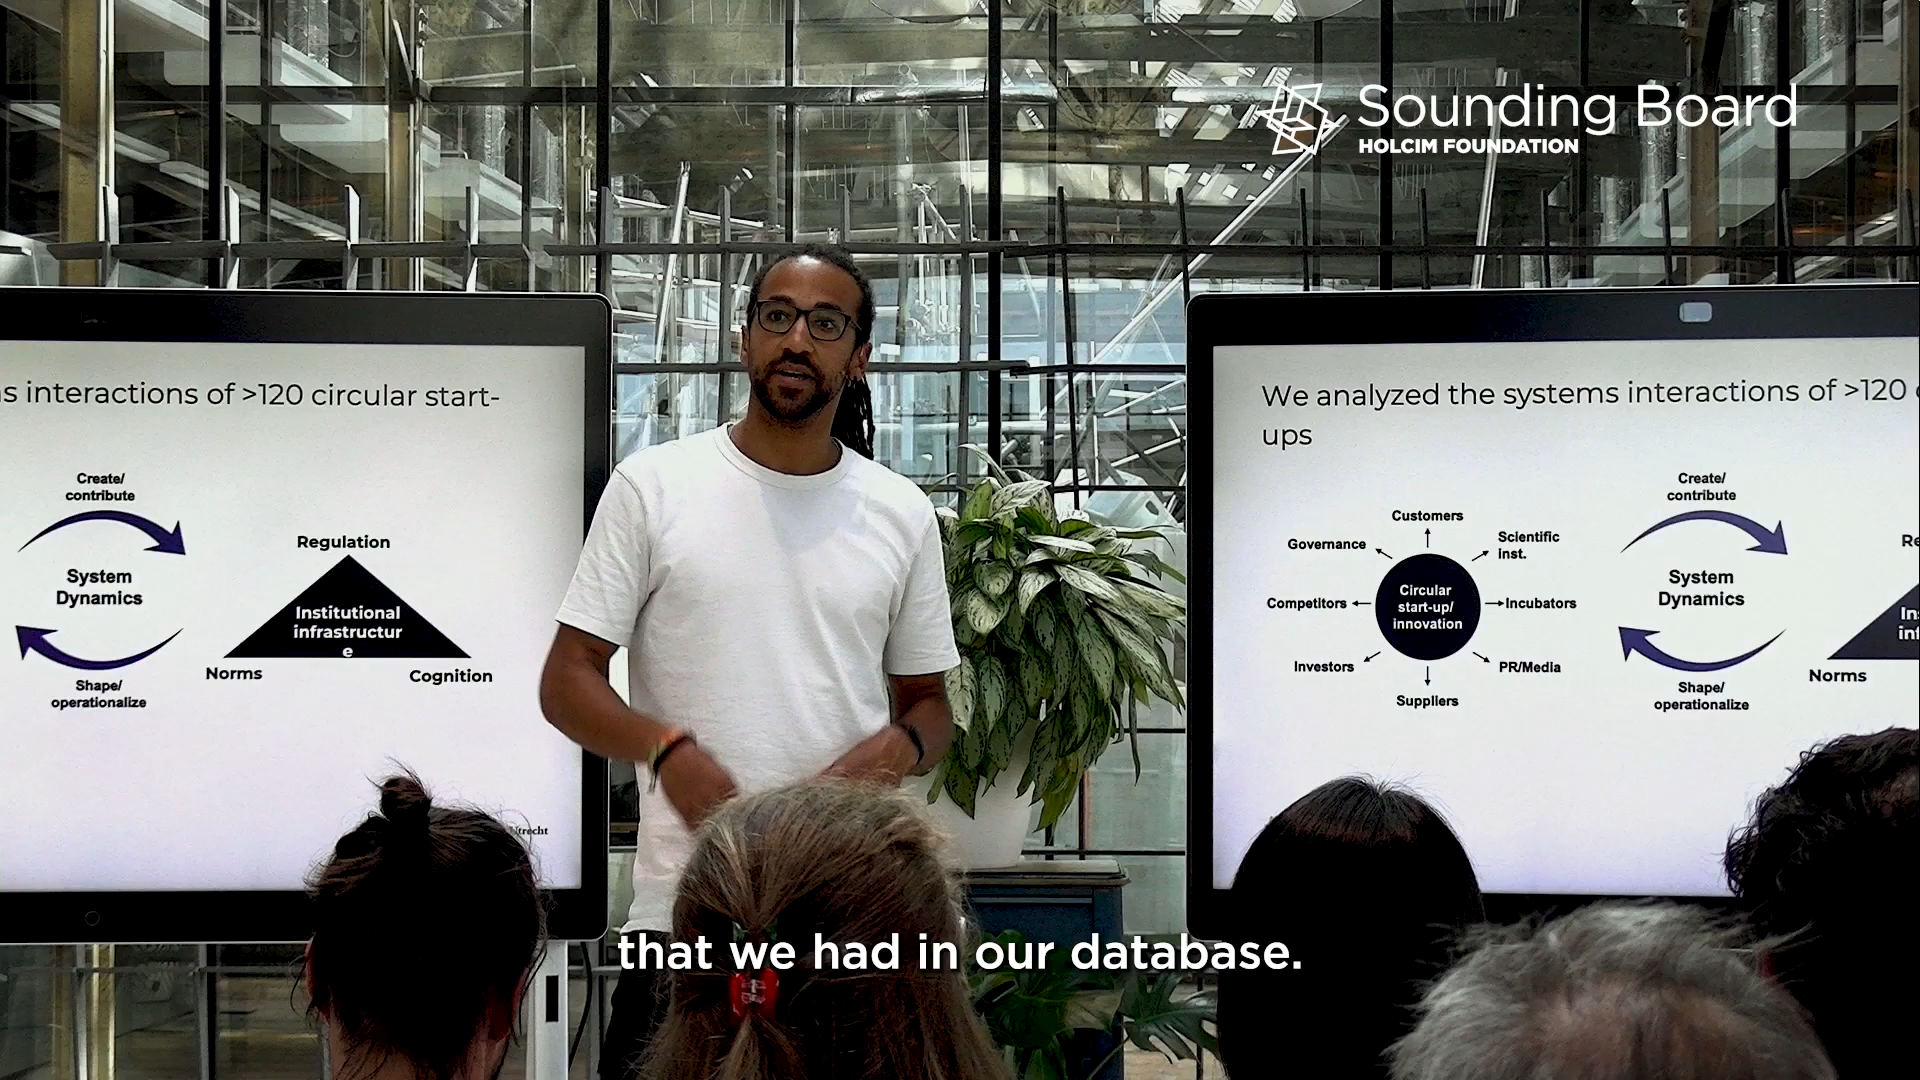 Sounding Board
HOLCIM FOUNDATION
s interactions of >120 circular start-
Create/
contribute
System
Dynamics
Shape/
operationalize
Regulation
Institutional
infrastructur
e
Norms
Cognition
We analyzed the systems interactions of >120
ups
Customers
Governance
Scientific
inst.
Competitors
Circular
start-up/
innovation
Incubators
Investors
PR/Media
Suppliers
Create/
contribute
System
Dynamics
Shape/
operationalize
Norms
that we had in our database.